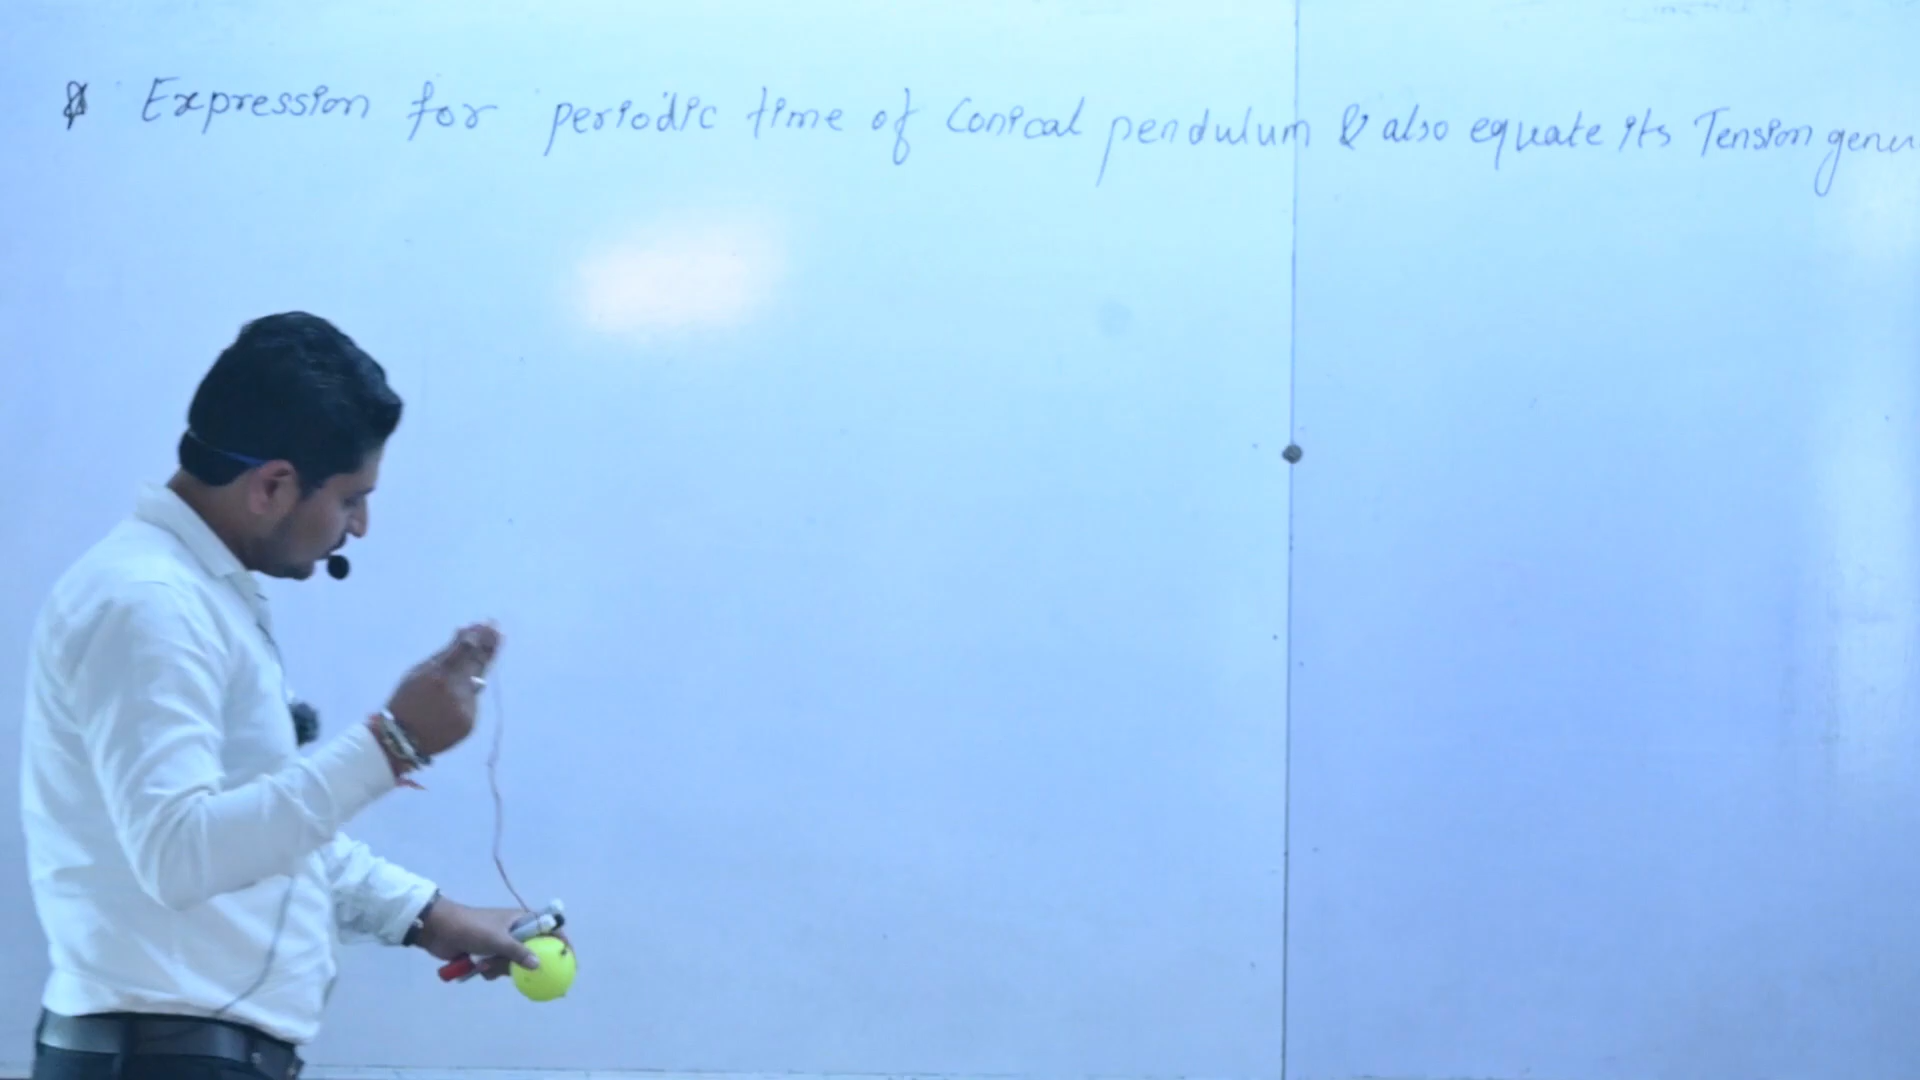 Expression for periodic time of Conical pendulum & also equate its Tension